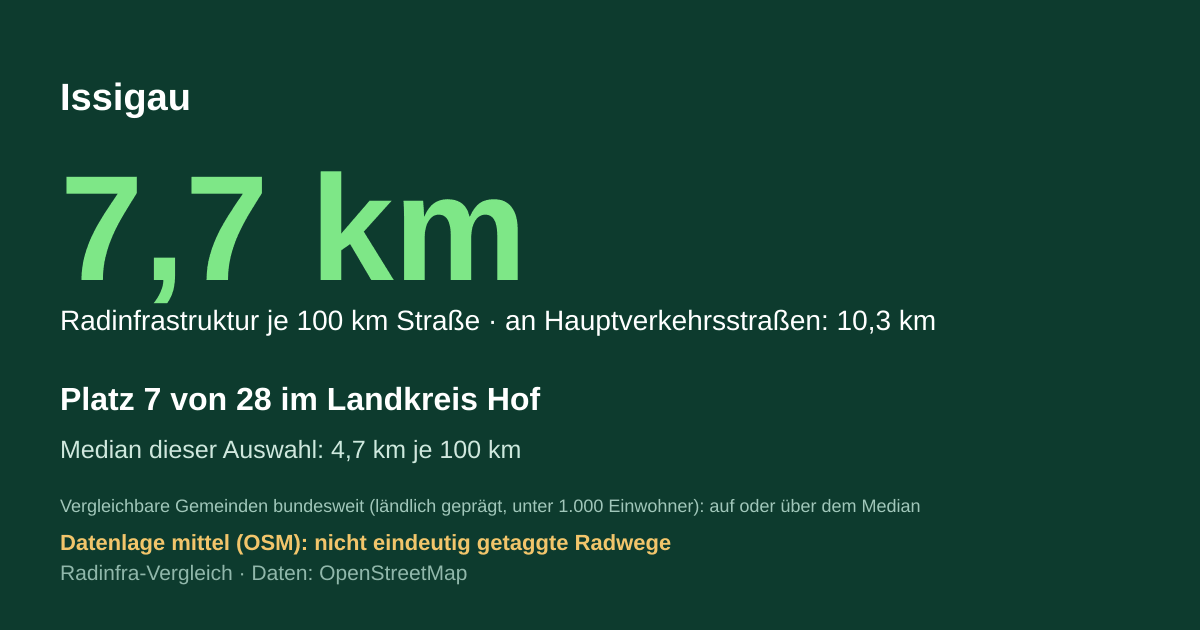 Issigau
7,7 km
Radinfrastruktur je 100 km Straße · an Hauptverkehrsstraßen: 10,3 km
Platz 7 von 28 im Landkreis Hof
Median dieser Auswahl: 4,7 km je 100 km
Vergleichbare Gemeinden bundesweit (ländlich geprägt, unter 1.000 Einwohner): auf oder über dem Median
Datenlage mittel (OSM): nicht eindeutig getaggte Radwege
Radinfra-Vergleich · Daten: OpenStreetMap